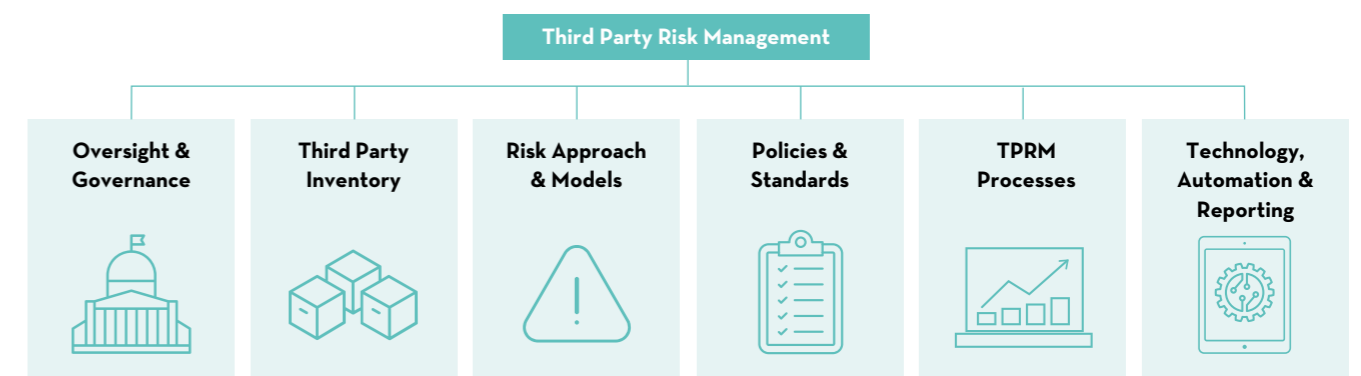 Third Party Risk Management
Oversight &
Governance
Third Party
Inventory
Risk Approach
& Models
Policies &
Standards
TPRM
Processes
Technology,
Automation &
Reporting